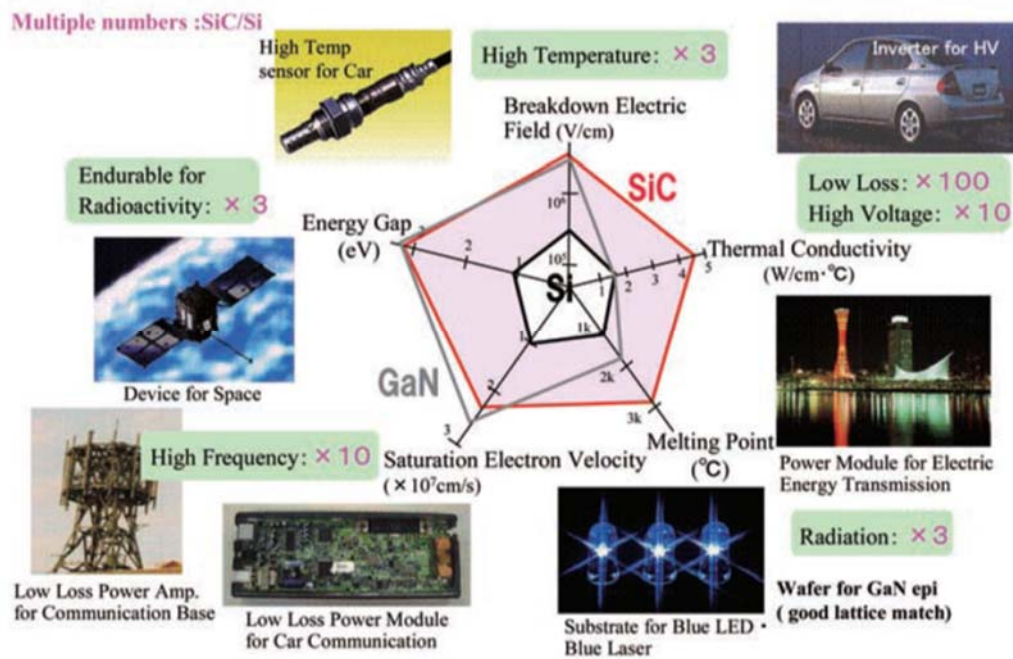 Multiple numbers :SiC/Si
High Temp
sensor for Car
High Temperature: × 3
Inverter for HV
Breakdown Electric
Field (V/cm)
Endurable for
Radioactivity: × 3
SiC
Low Loss: ×100
High Voltage: ×10
10⁶
Energy Gap
(eV)
3
2
1
10⁵
Si
1
2
3
4
5
Thermal Conductivity
(W/cm·℃)
1k
2k
3k
Melting Point
(℃)
1
2
3
GaN
Saturation Electron Velocity
(×10⁷cm/s)
Device for Space
High Frequency: ×10
Power Module for Electric
Energy Transmission
Radiation: ×3
Low Loss Power Amp.
for Communication Base
Low Loss Power Module
for Car Communication
Substrate for Blue LED・
Blue Laser
Wafer for GaN epi
( good lattice match)